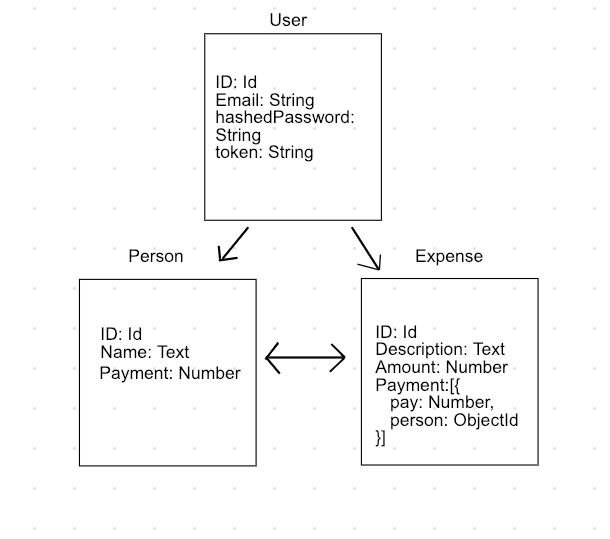 User
ID: Id
Email: String
hashedPassword:
String
token: String
Person
ID: Id
Name: Text
Payment: Number
Expense
ID: Id
Description: Text
Amount: Number
Payment:[{
pay: Number,
person: ObjectId
}]